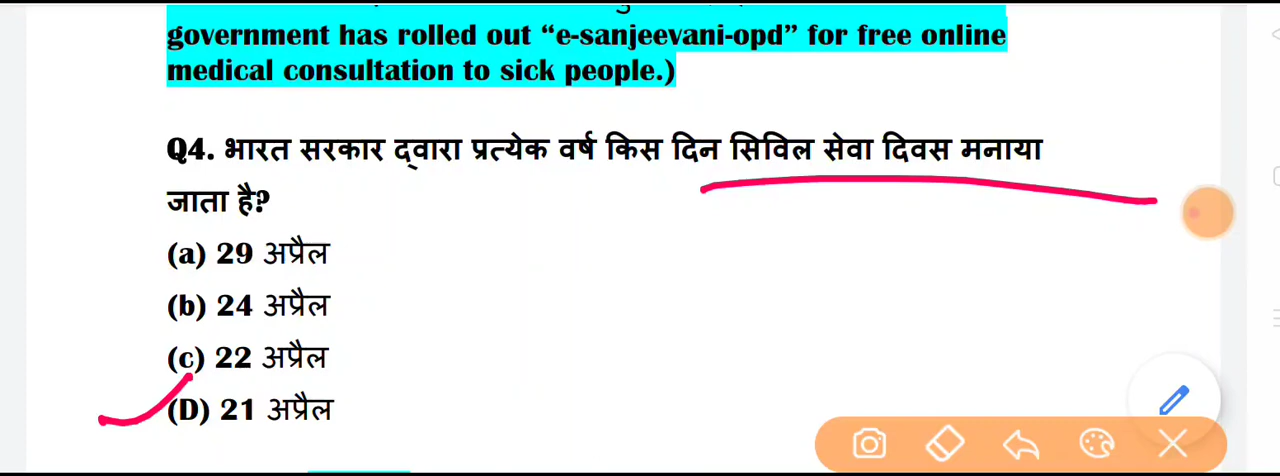 government has rolled out “e-sanjeevani-opd” for free online
medical consultation to sick people.)
Q4. भारत सरकार द्वारा प्रत्येक वर्ष किस दिन सिविल सेवा दिवस मनाया
जाता है?
(a) 29 अप्रैल
(b) 24 अप्रैल
(c) 22 अप्रैल
(D) 21 अप्रैल